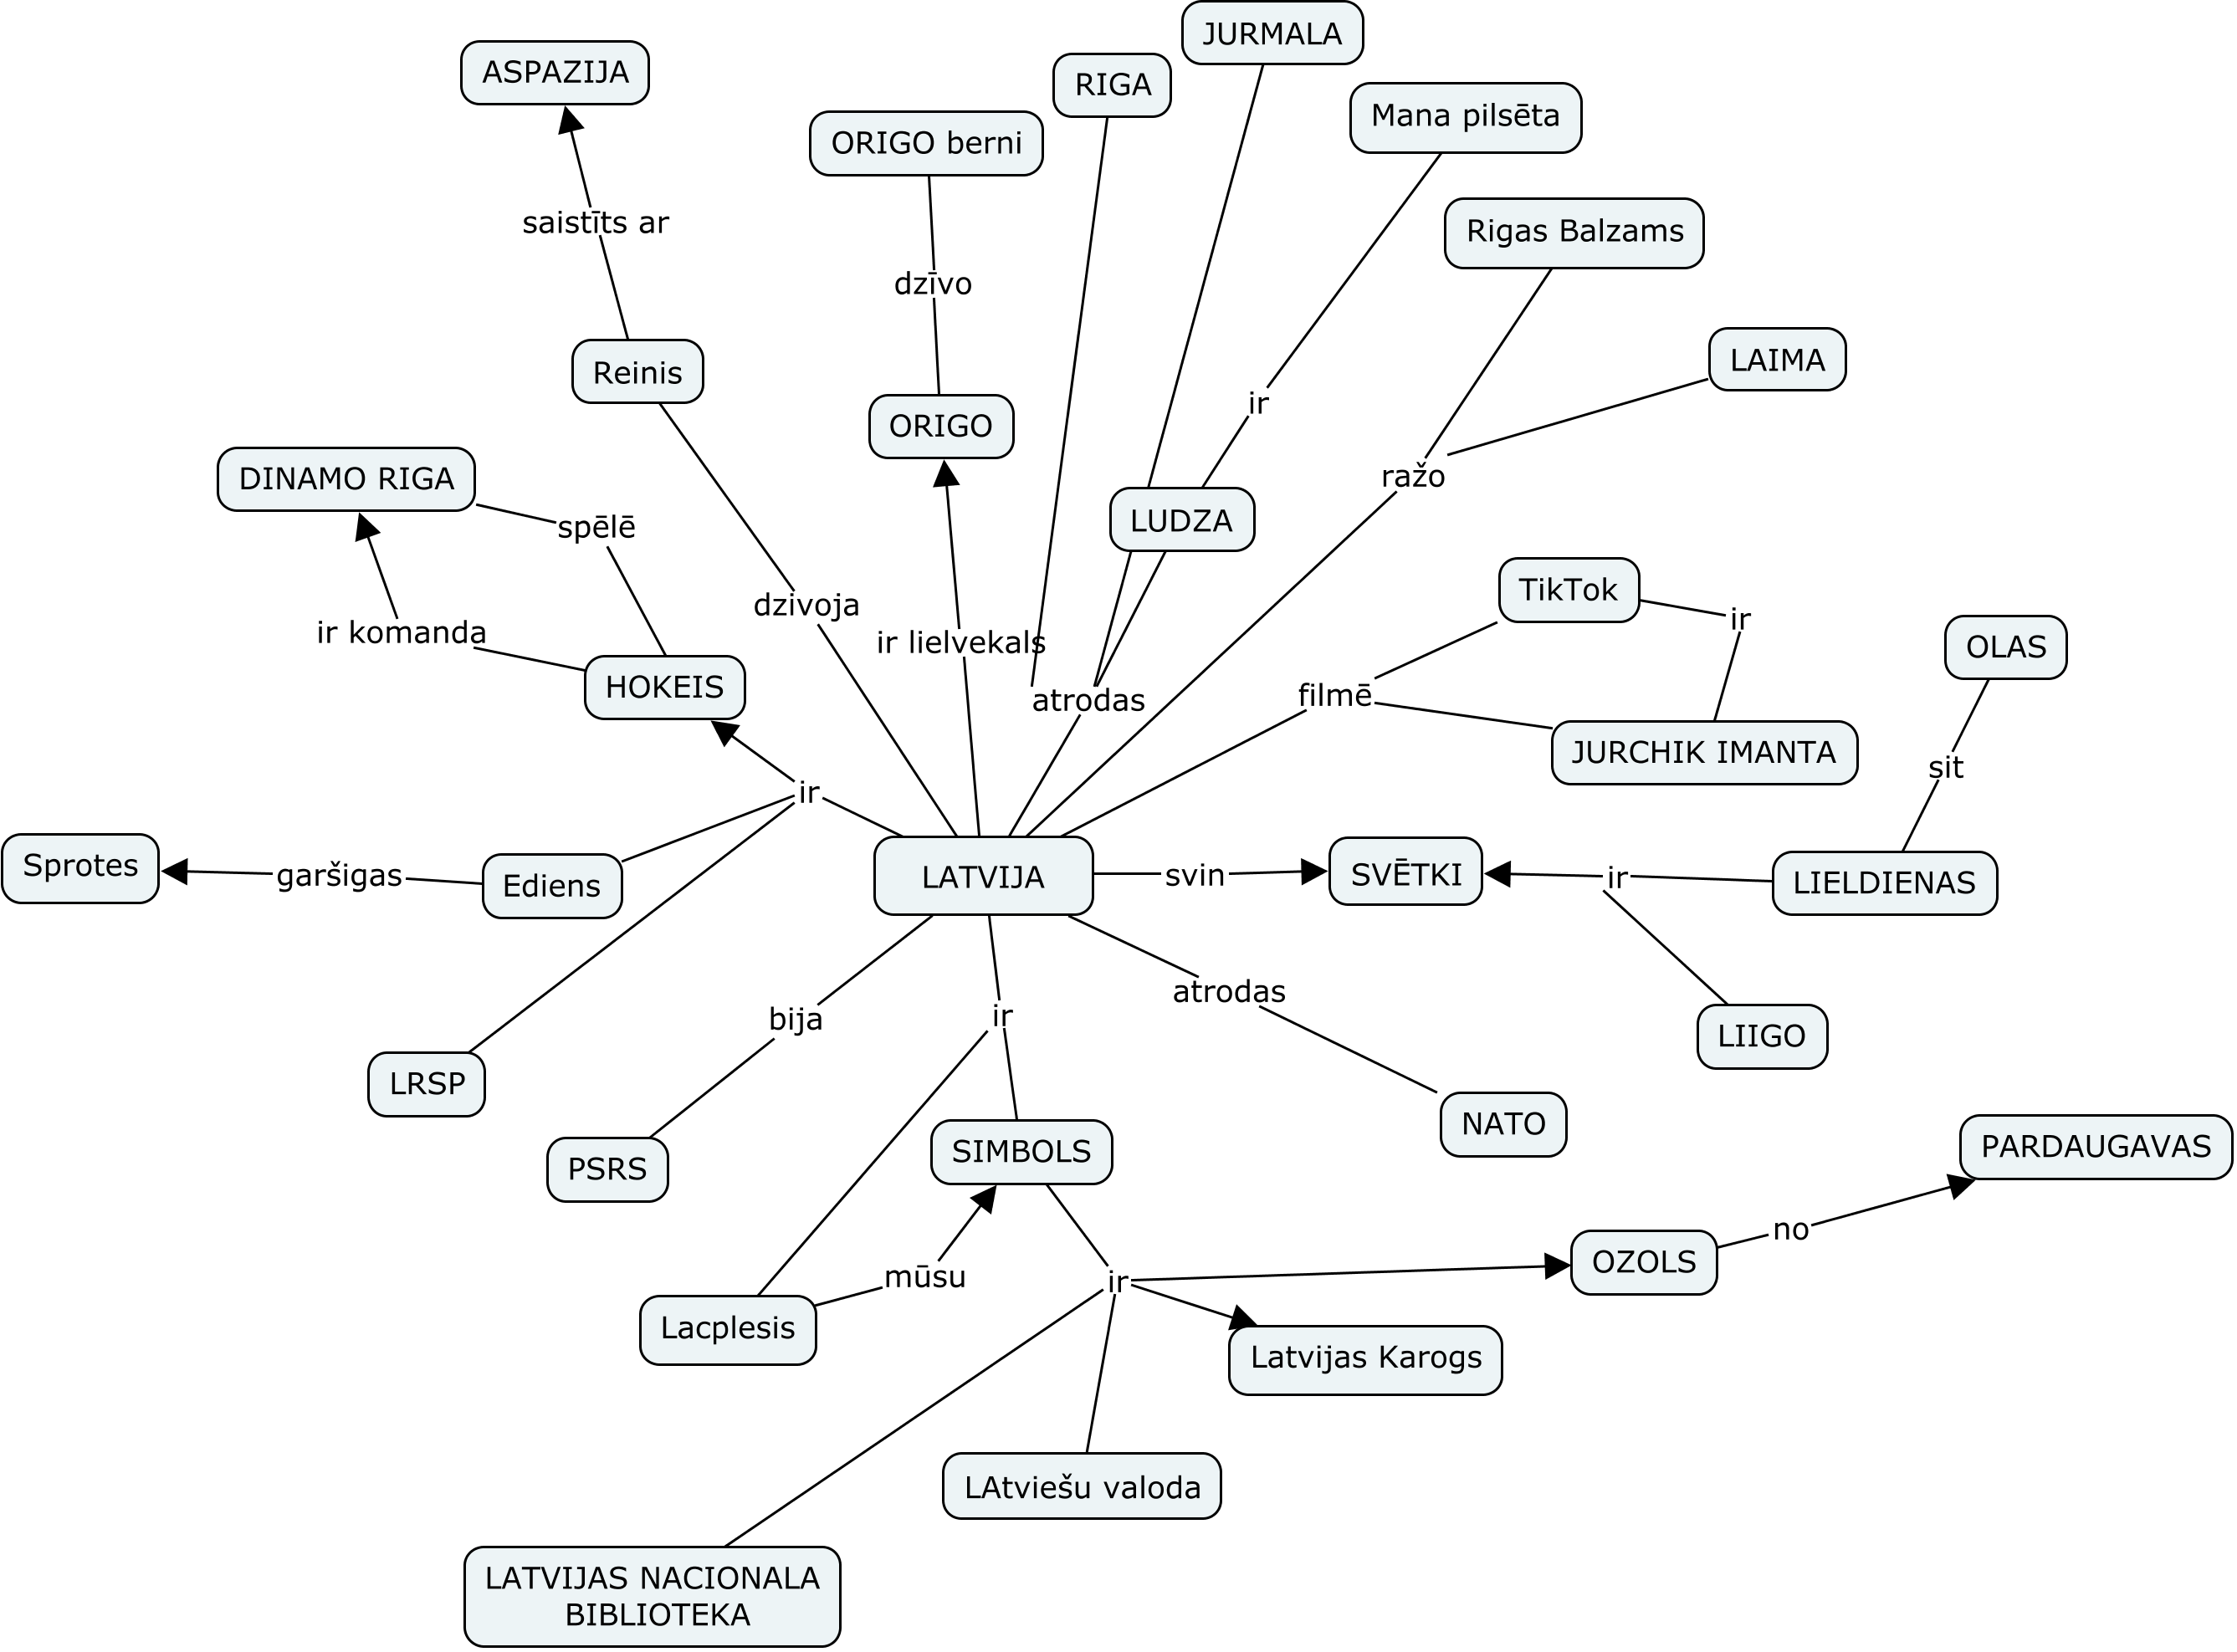 JURMALA
ASPAZIJA
RIGA
Mana pilsēta
ORIGO berni
saistīts ar
Rigas Balzams
dzīvo
LAIMA
Reinis
ir
ORIGO
DINAMO RIGA
ražo
spēlē
LUDZA
TikTok
dzivoja
ir
ir komanda
ir lielvekals
OLAS
HOKEIS
atrodas
filmē
JURCHIK IMANTA
sit
ir
Sprotes
garšigas
Ediens
LATVIJA
svin
SVĒTKI
ir
LIELDIENAS
atrodas
bija
ir
LIIGO
LRSP
NATO
SIMBOLS
PSRS
PARDAUGAVAS
no
OZOLS
mūsu
ir
Lacplesis
Latvijas Karogs
LAtviešu valoda
LATVIJAS NACIONALA
BIBLIOTEKA